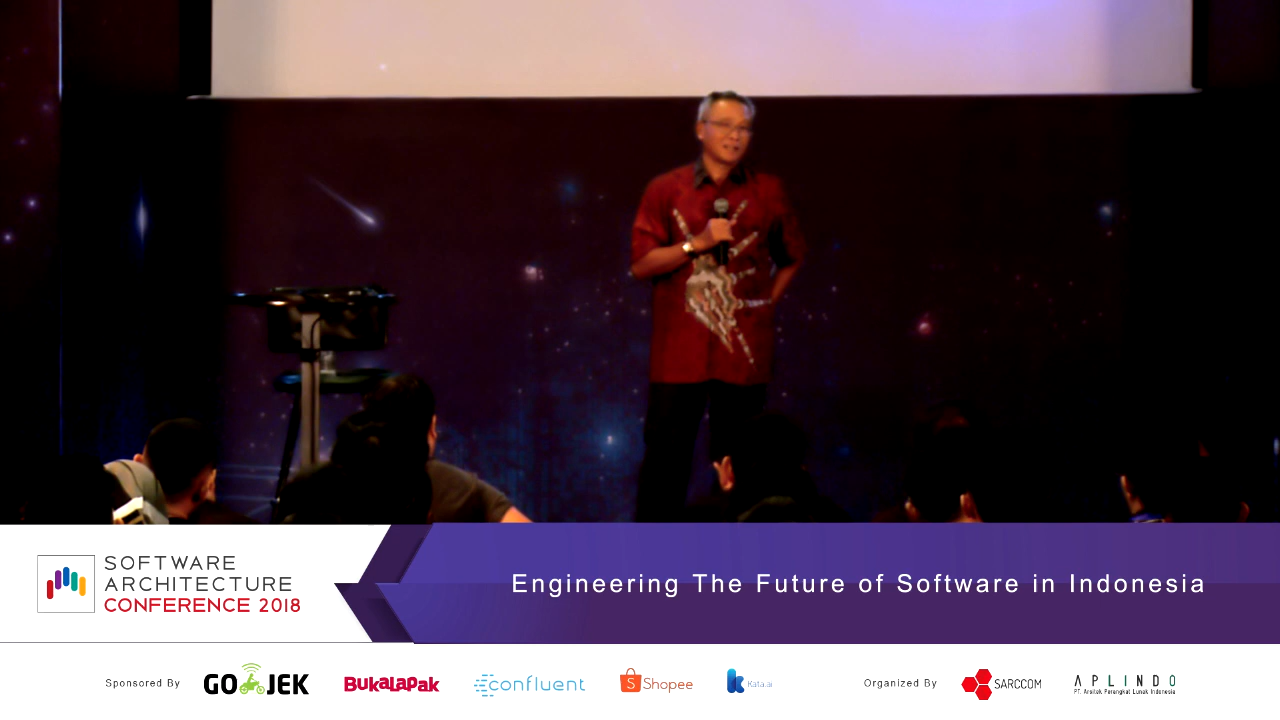 SOFTWARE
ARCHITECTURE
CONFERENCE 2018
Engineering The Future of Software in Indonesia
Sponsored By
GOJEK
BUKALAPAK
confluent
S Shopee
Kata.ai
Organized By
SARCCOM
APLINDO
PT. Arsitek Perangkat Lunak Indonesia